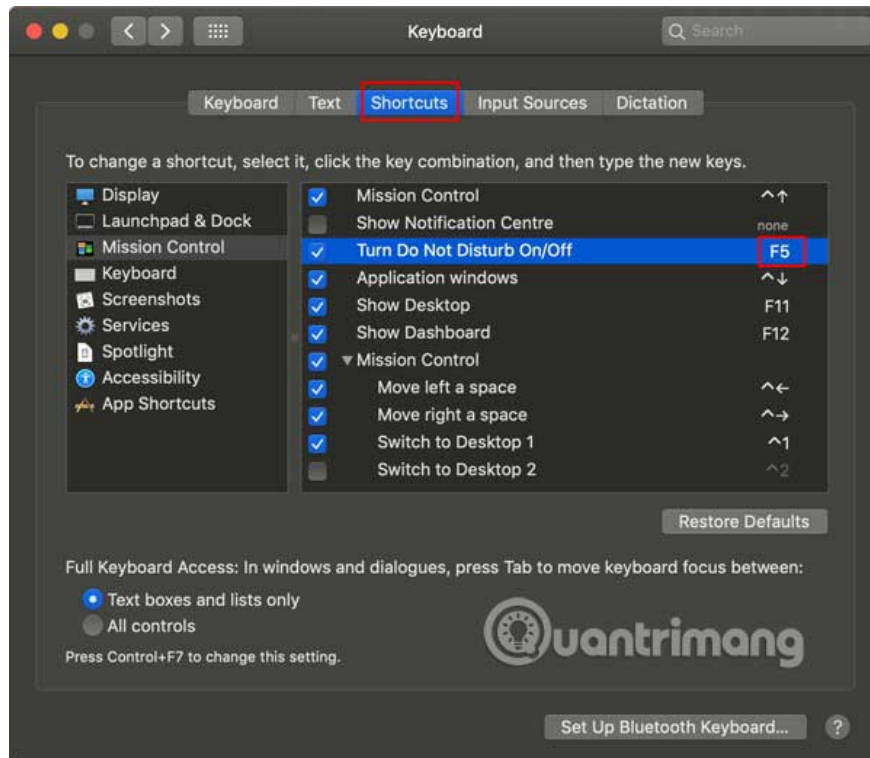 Keyboard
Search
Keyboard Text Shortcuts Input Sources Dictation
To change a shortcut, select it, click the key combination, and then type the new keys.
Display
Launchpad & Dock
Mission Control
Keyboard
Screenshots
Services
Spotlight
Accessibility
App Shortcuts
Mission Control ^↑
Show Notification Centre none
Turn Do Not Disturb On/Off F5
Application windows ^↓
Show Desktop F11
Show Dashboard F12
Mission Control
Move left a space ^←
Move right a space ^→
Switch to Desktop 1 ^1
Switch to Desktop 2 ^2
Restore Defaults
Full Keyboard Access: In windows and dialogues, press Tab to move keyboard focus between:
Text boxes and lists only
All controls
Press Control+F7 to change this setting.
Quantrimang
Set Up Bluetooth Keyboard... ?